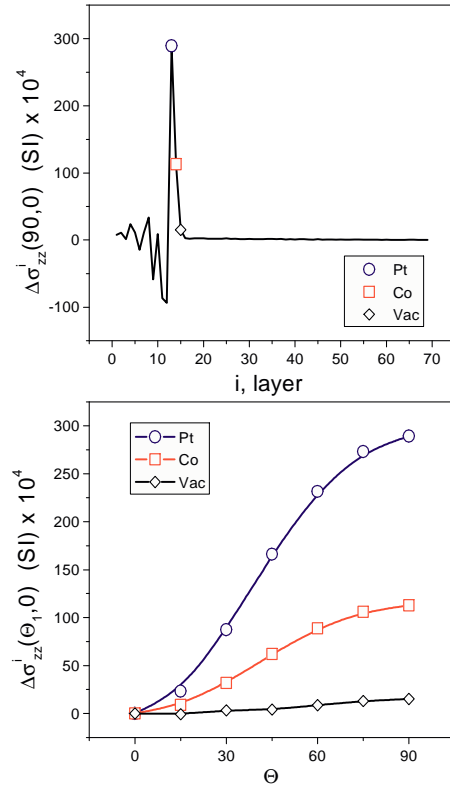 Δσ^i_zz(90,0) (SI) x 10^4
300
200
100
0
-100
0 10 20 30 40 50 60 70
i, layer
Pt
Co
Vac
Δσ^i_zz(Θ_1,0) (SI) x 10^4
300
250
200
150
100
50
0
0 30 60 90
Θ
Pt
Co
Vac